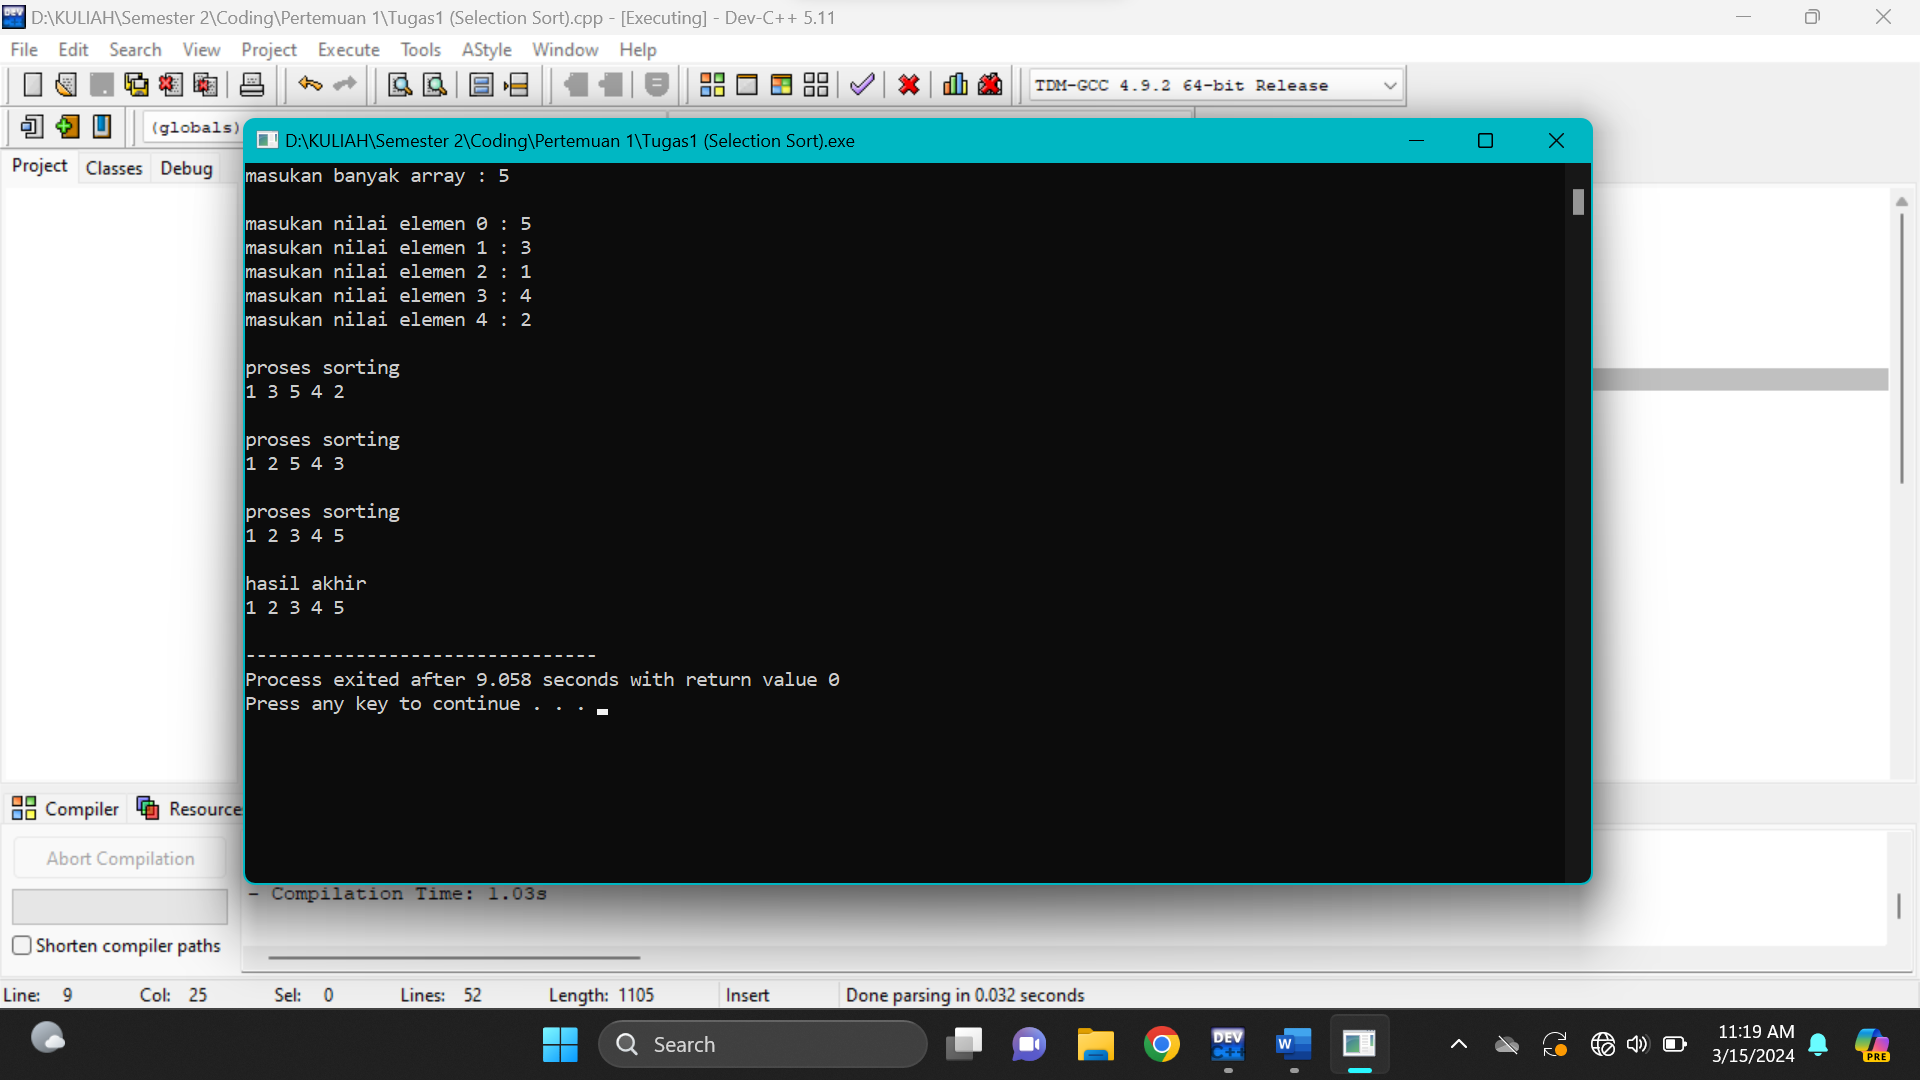 D:\KULIAH\Semester 2\Coding\Pertemuan 1\Tugas1 (Selection Sort).cpp - [Executing] - Dev-C++ 5.11
File Edit Search View Project Execute Tools AStyle Window Help
TDM-GCC 4.9.2 64-bit Release
(globals)
D:\KULIAH\Semester 2\Coding\Pertemuan 1\Tugas1 (Selection Sort).exe
Project Classes Debug
masukan banyak array : 5
masukan nilai elemen 0 : 5
masukan nilai elemen 1 : 3
masukan nilai elemen 2 : 1
masukan nilai elemen 3 : 4
masukan nilai elemen 4 : 2
proses sorting
1 3 5 4 2
proses sorting
1 2 5 4 3
proses sorting
1 2 3 4 5
hasil akhir
1 2 3 4 5
--------------------------------
Process exited after 9.058 seconds with return value 0
Press any key to continue . . .
Compiler Resource
Abort Compilation
- Compilation Time: 1.03s
Shorten compiler paths
Line: 9 Col: 25 Sel: 0 Lines: 52 Length: 1105 Insert Done parsing in 0.032 seconds
Search
DEV C++
W
11:19 AM
3/15/2024
PRE